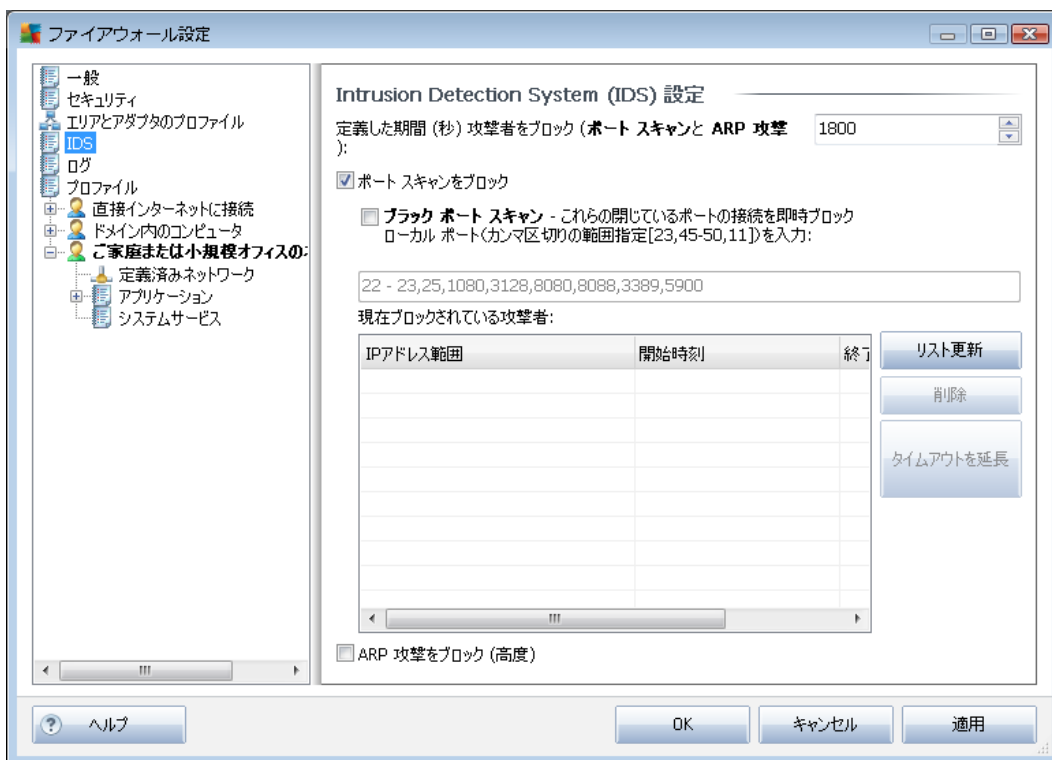 ファイアウォール設定
一般
セキュリティ
エリアとアダプタのプロファイル
IDS
ログ
プロファイル
直接インターネットに接続
ドメイン内のコンピュータ
ご家庭または小規模オフィスの
定義済みネットワーク
アプリケーション
システムサービス
Intrusion Detection System (IDS) 設定
定義した期間 (秒) 攻撃者をブロック (ポート スキャンと ARP 攻撃
):
1800
ポート スキャンをブロック
ブラック ポート スキャン - これらの閉じているポートの接続を即時ブロック
ローカル ポート(カンマ区切りの範囲指定[23,45-50,11])を入力:
22 - 23,25,1080,3128,8080,8088,3389,5900
現在ブロックされている攻撃者:
IPアドレス範囲 開始時刻 終了
リスト更新
削除
タイムアウトを延長
ARP 攻撃をブロック (高度)
ヘルプ
OK
キャンセル
適用